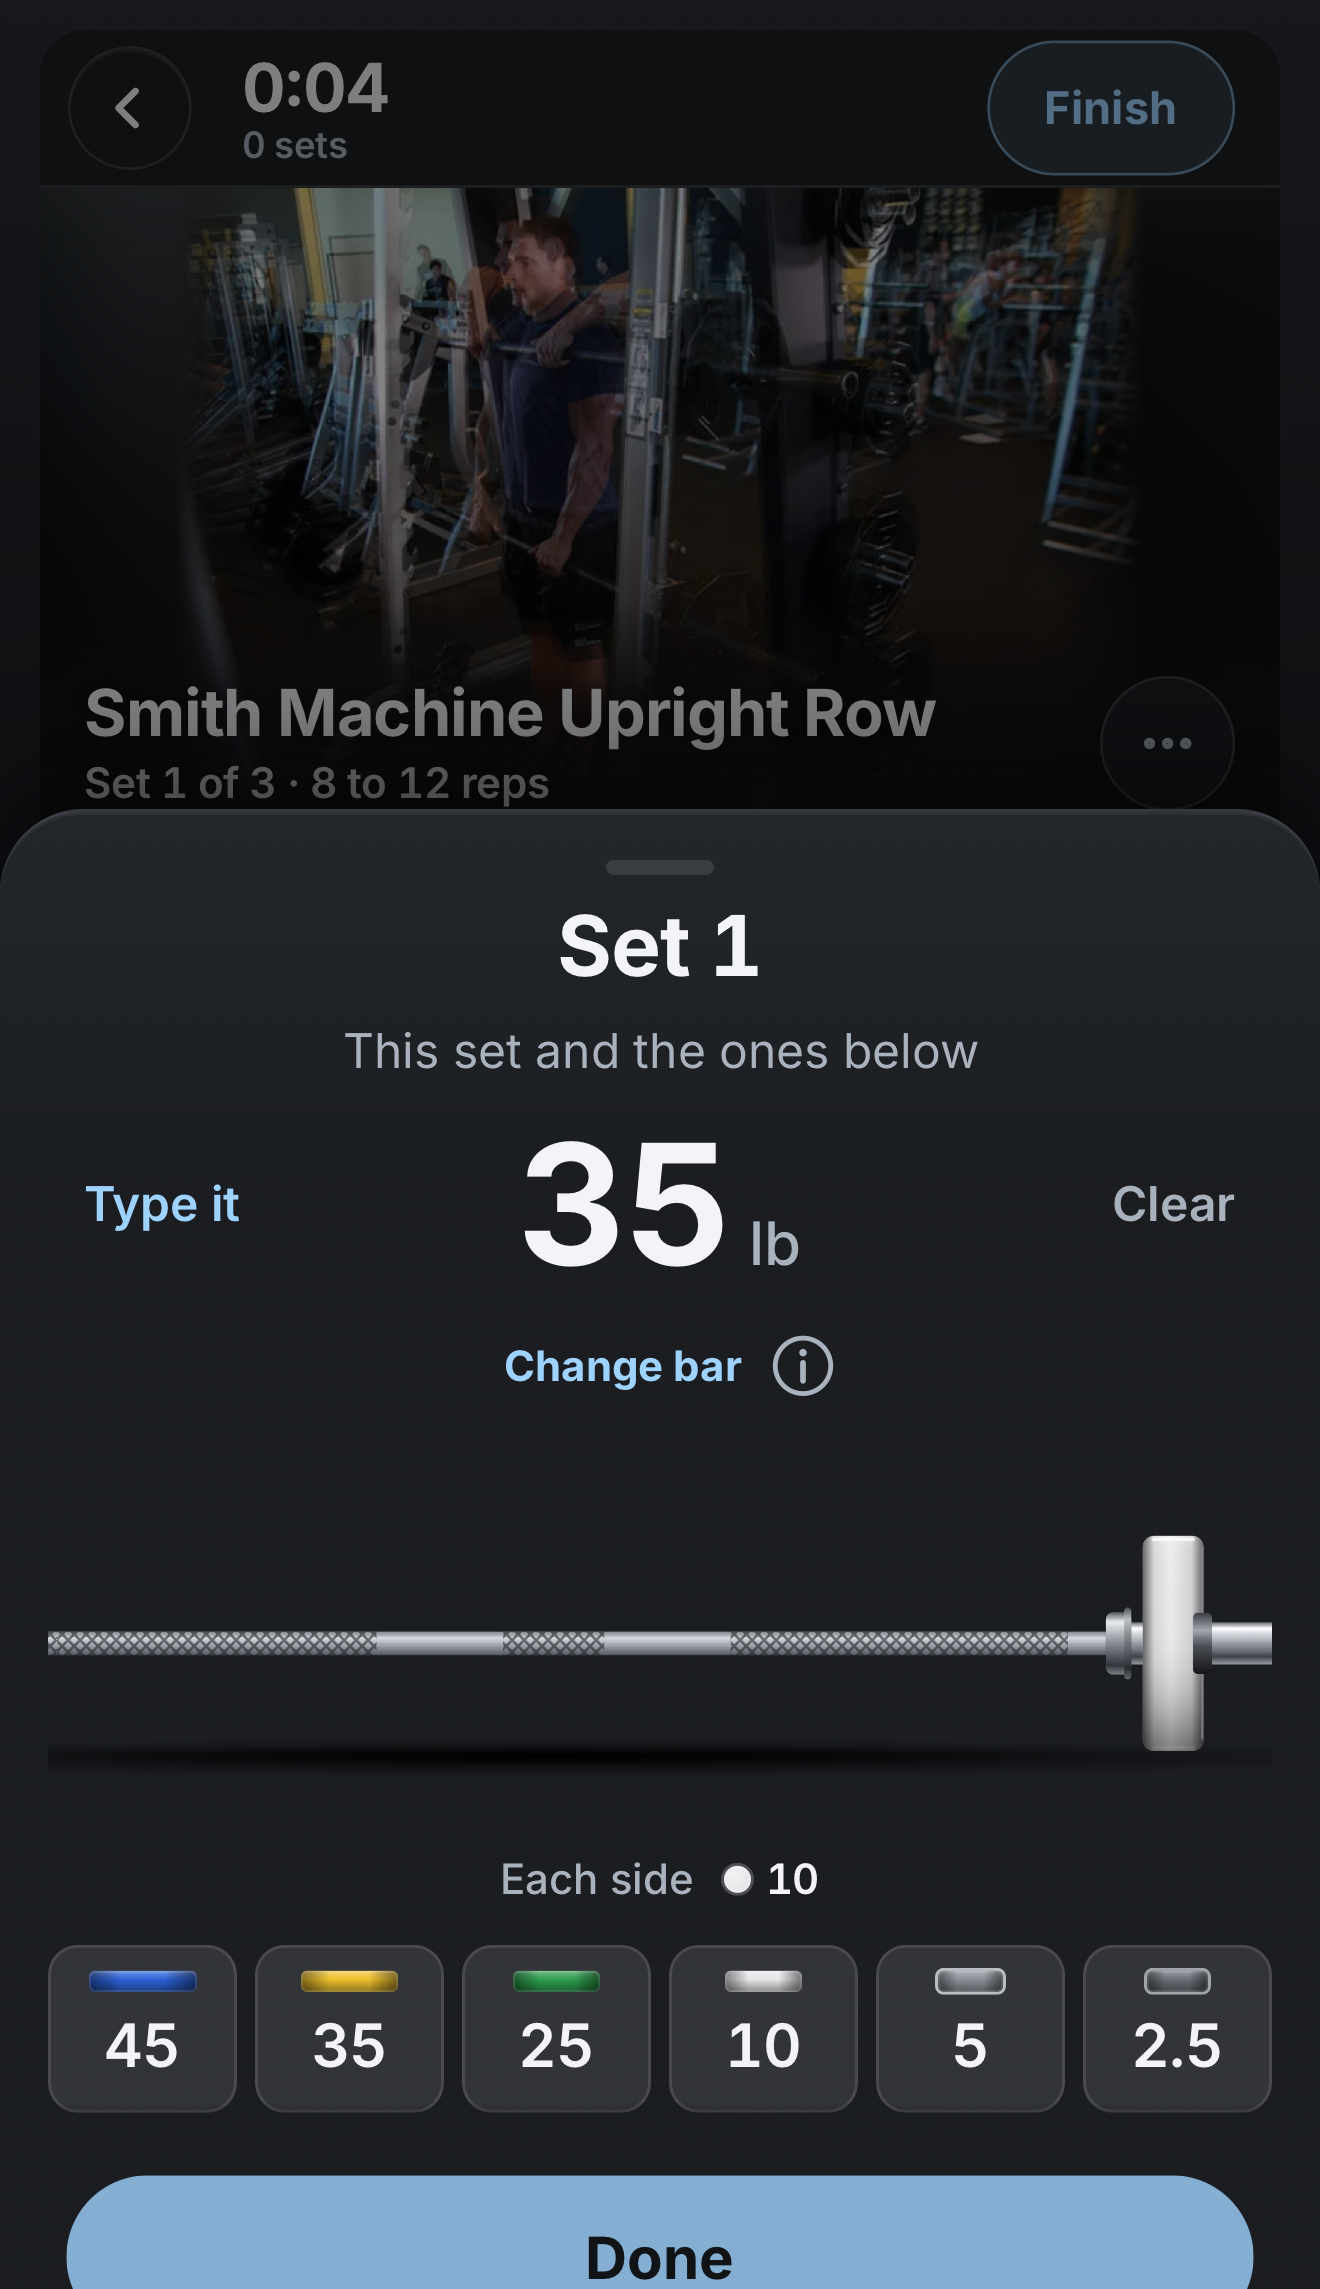 0:04
0 sets
Finish
Smith Machine Upright Row
Set 1 of 3 · 8 to 12 reps
Set 1
This set and the ones below
Type it
35 lb
Clear
Change bar
Each side 10
45 35 25 10 5 2.5
Done